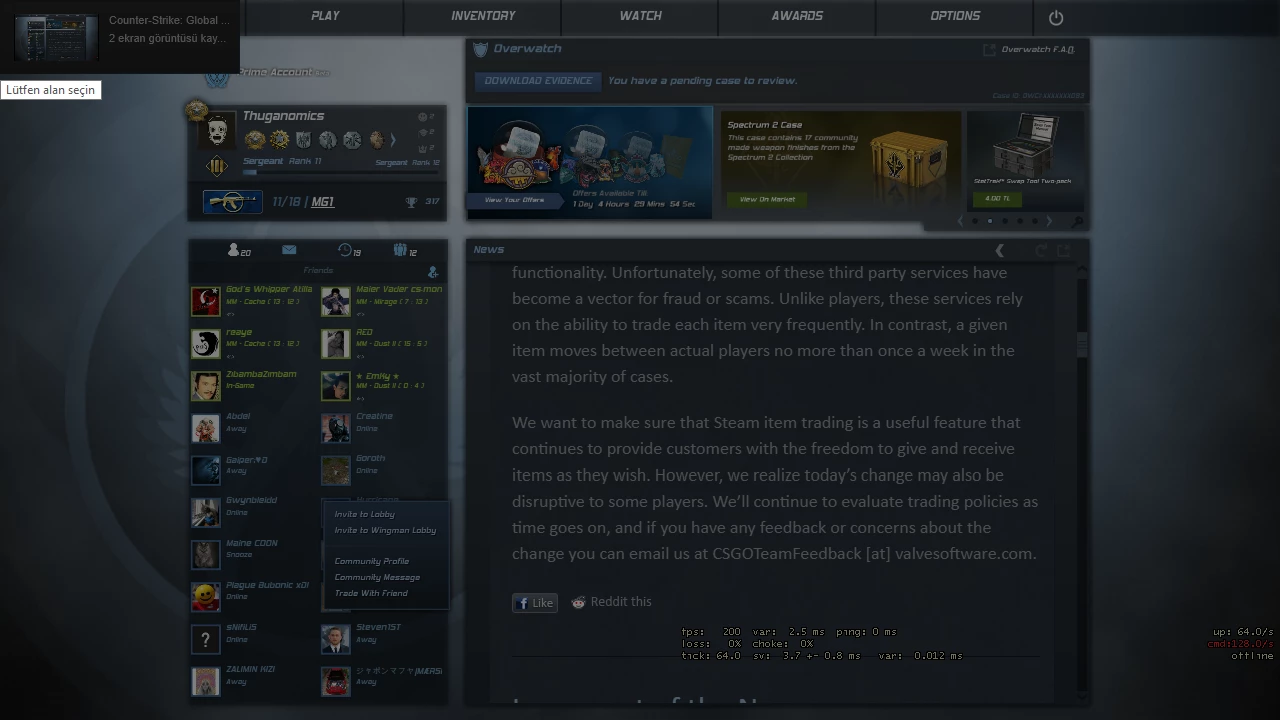 Counter-Strike: Global ...
2 ekran görüntüsü kay...
Lütfen alan seçin
PLAY
INVENTORY
WATCH
AWARDS
OPTIONS
Prime Account
Overwatch
Overwatch F.A.Q.
DOWNLOAD EVIDENCE
You have a pending case to review.
Thuganomics
Sergeant Rank 11
Sergeant Rank 12
11/18 | MG1
317
View Your Offers
Offers Available Till:
1 Day 4 Hours 29 Mins 54 Sec
Spectrum 2 Case
This case contains 17 community
made weapon finishes from the
Spectrum 2 Collection
View On Market
StatTrak™ Swap Tool Two-pack
4.00 TL
20
19
12
Friends
God's Whipper Atilla
MM - Cache ( 13 : 12 )
Maler Vader cs.mon
MM - Mirage ( 7 : 13 )
reaye
MM - Cache ( 13 : 12 )
RED
MM - Dust II ( 15 : 5 )
ZibambaZimbam
In-Game
★ Emily ★
MM - Dust II ( 0 : 4 )
Abdel
Away
Creatine
Online
Galper.♥D
Away
Goroth
Online
Gwynbleidd
Online
Hurricane
Maine COON
Snooze
Plague Bubonic xD!
Online
sNiNLiS
Online
Steven1ST
Away
ZALIMIN KIZI
Away
ジャポンマフヤ
Away
Invite to Lobby
Invite to Wingman Lobby
Community Profile
Community Message
Trade With Friend
News
functionality. Unfortunately, some of these third party services have
become a vector for fraud or scams. Unlike players, these services rely
on the ability to trade each item very frequently. In contrast, a given
item moves between actual players no more than once a week in the
vast majority of cases.
We want to make sure that Steam item trading is a useful feature that
continues to provide customers with the freedom to give and receive
items as they wish. However, we realize today's change may also be
disruptive to some players. We'll continue to evaluate trading policies as
time goes on, and if you have any feedback or concerns about the
change you can email us at CSGOTeamFeedback [at] valvesoftware.com.
Like
Reddit this
fps: 200 var: 2.5 ms ping: 0 ms
loss: 0% choke: 0%
tick: 64.0 sv: 3.7 +- 0.8 ms var: 0.012 ms
up: 64.0/s
cmd:128.0/s
offline